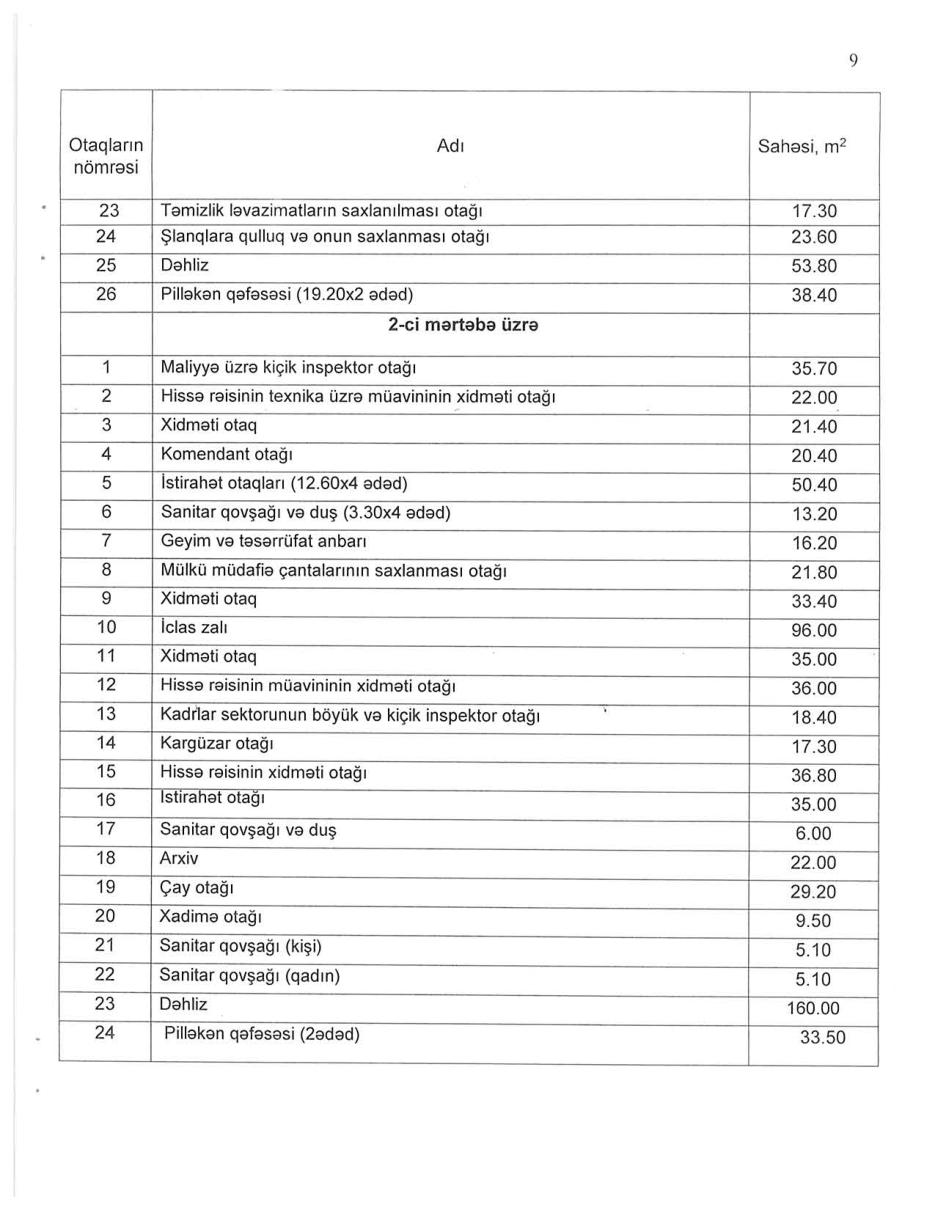 9
Otaqların nömrəsi Adı Sahəsi, m²
23 Təmizlik ləvazimatların saxlanılması otağı 17.30
24 Şlanqlara qulluq və onun saxlanması otağı 23.60
25 Dəhliz 53.80
26 Pilləkən qəfəsəsi (19.20x2 ədəd) 38.40
2-ci mərtəbə üzrə
1 Maliyyə üzrə kiçik inspektor otağı 35.70
2 Hissə rəisinin texnika üzrə müavininin xidməti otağı 22.00
3 Xidməti otaq 21.40
4 Komendant otağı 20.40
5 İstirahət otaqları (12.60x4 ədəd) 50.40
6 Sanitar qovşağı və duş (3.30x4 ədəd) 13.20
7 Geyim və təsərrüfat anbarı 16.20
8 Mülkü müdafiə çantalarının saxlanması otağı 21.80
9 Xidməti otaq 33.40
10 İclas zalı 96.00
11 Xidməti otaq 35.00
12 Hissə rəisinin müavininin xidməti otağı 36.00
13 Kadrlar sektorunun böyük və kiçik inspektor otağı 18.40
14 Kargüzar otağı 17.30
15 Hissə rəisinin xidməti otağı 36.80
16 İstirahət otağı 35.00
17 Sanitar qovşağı və duş 6.00
18 Arxiv 22.00
19 Çay otağı 29.20
20 Xadimə otağı 9.50
21 Sanitar qovşağı (kişi) 5.10
22 Sanitar qovşağı (qadın) 5.10
23 Dəhliz 160.00
24 Pilləkən qəfəsəsi (2ədəd) 33.50